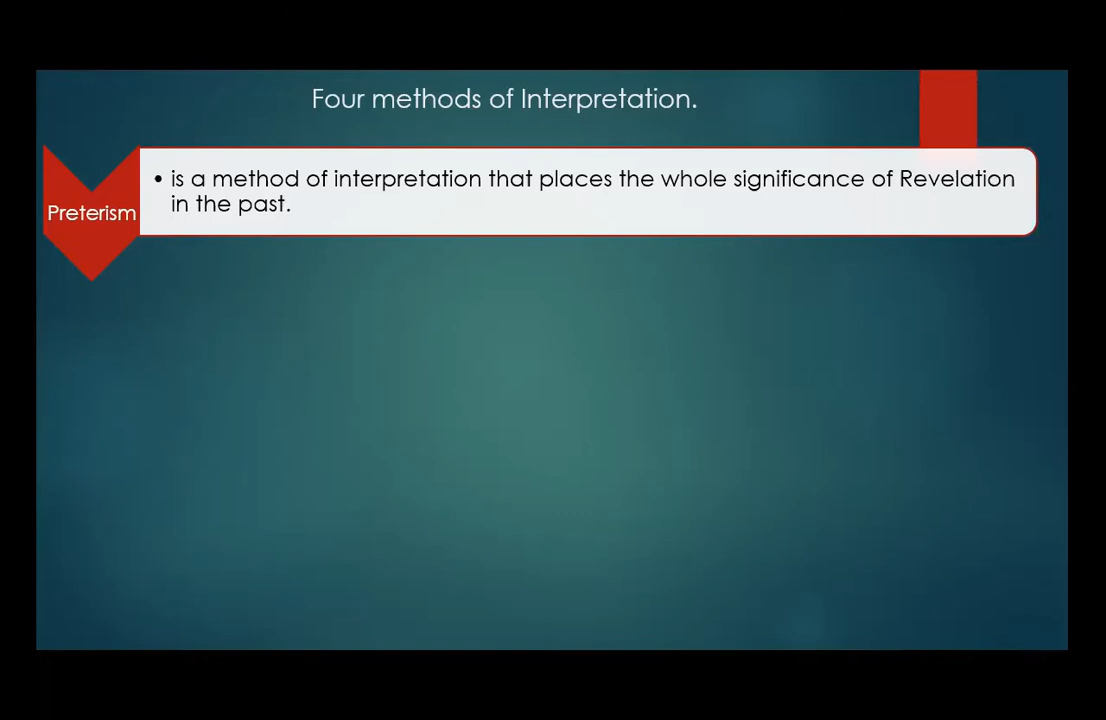 Four methods of Interpretation.
Preterism
• is a method of interpretation that places the whole significance of Revelation
in the past.